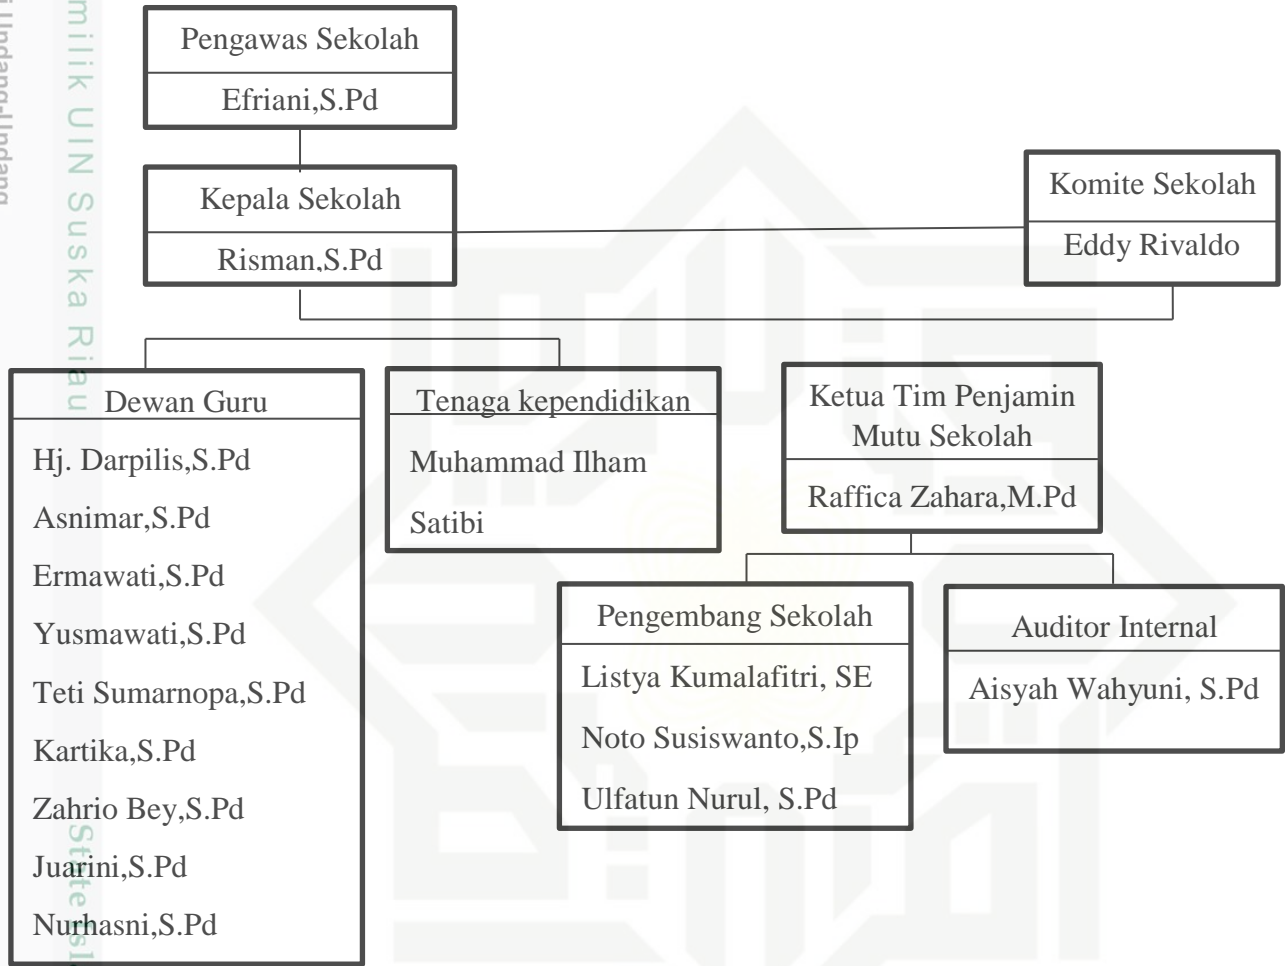 milik UIN Suska Riau
State Isl
Pengawas Sekolah
Efriani,S.Pd
Kepala Sekolah
Risman,S.Pd
Komite Sekolah
Eddy Rivaldo
Dewan Guru
Hj. Darpilis,S.Pd
Asnimar,S.Pd
Ermawati,S.Pd
Yusmawati,S.Pd
Teti Sumarnopa,S.Pd
Kartika,S.Pd
Zahrio Bey,S.Pd
Juarini,S.Pd
Nurhasni,S.Pd
Tenaga kependidikan
Muhammad Ilham
Satibi
Ketua Tim Penjamin
Mutu Sekolah
Raffica Zahara,M.Pd
Pengembang Sekolah
Listya Kumalafitri, SE
Noto Susiswanto,S.Ip
Ulfatun Nurul, S.Pd
Auditor Internal
Aisyah Wahyuni, S.Pd